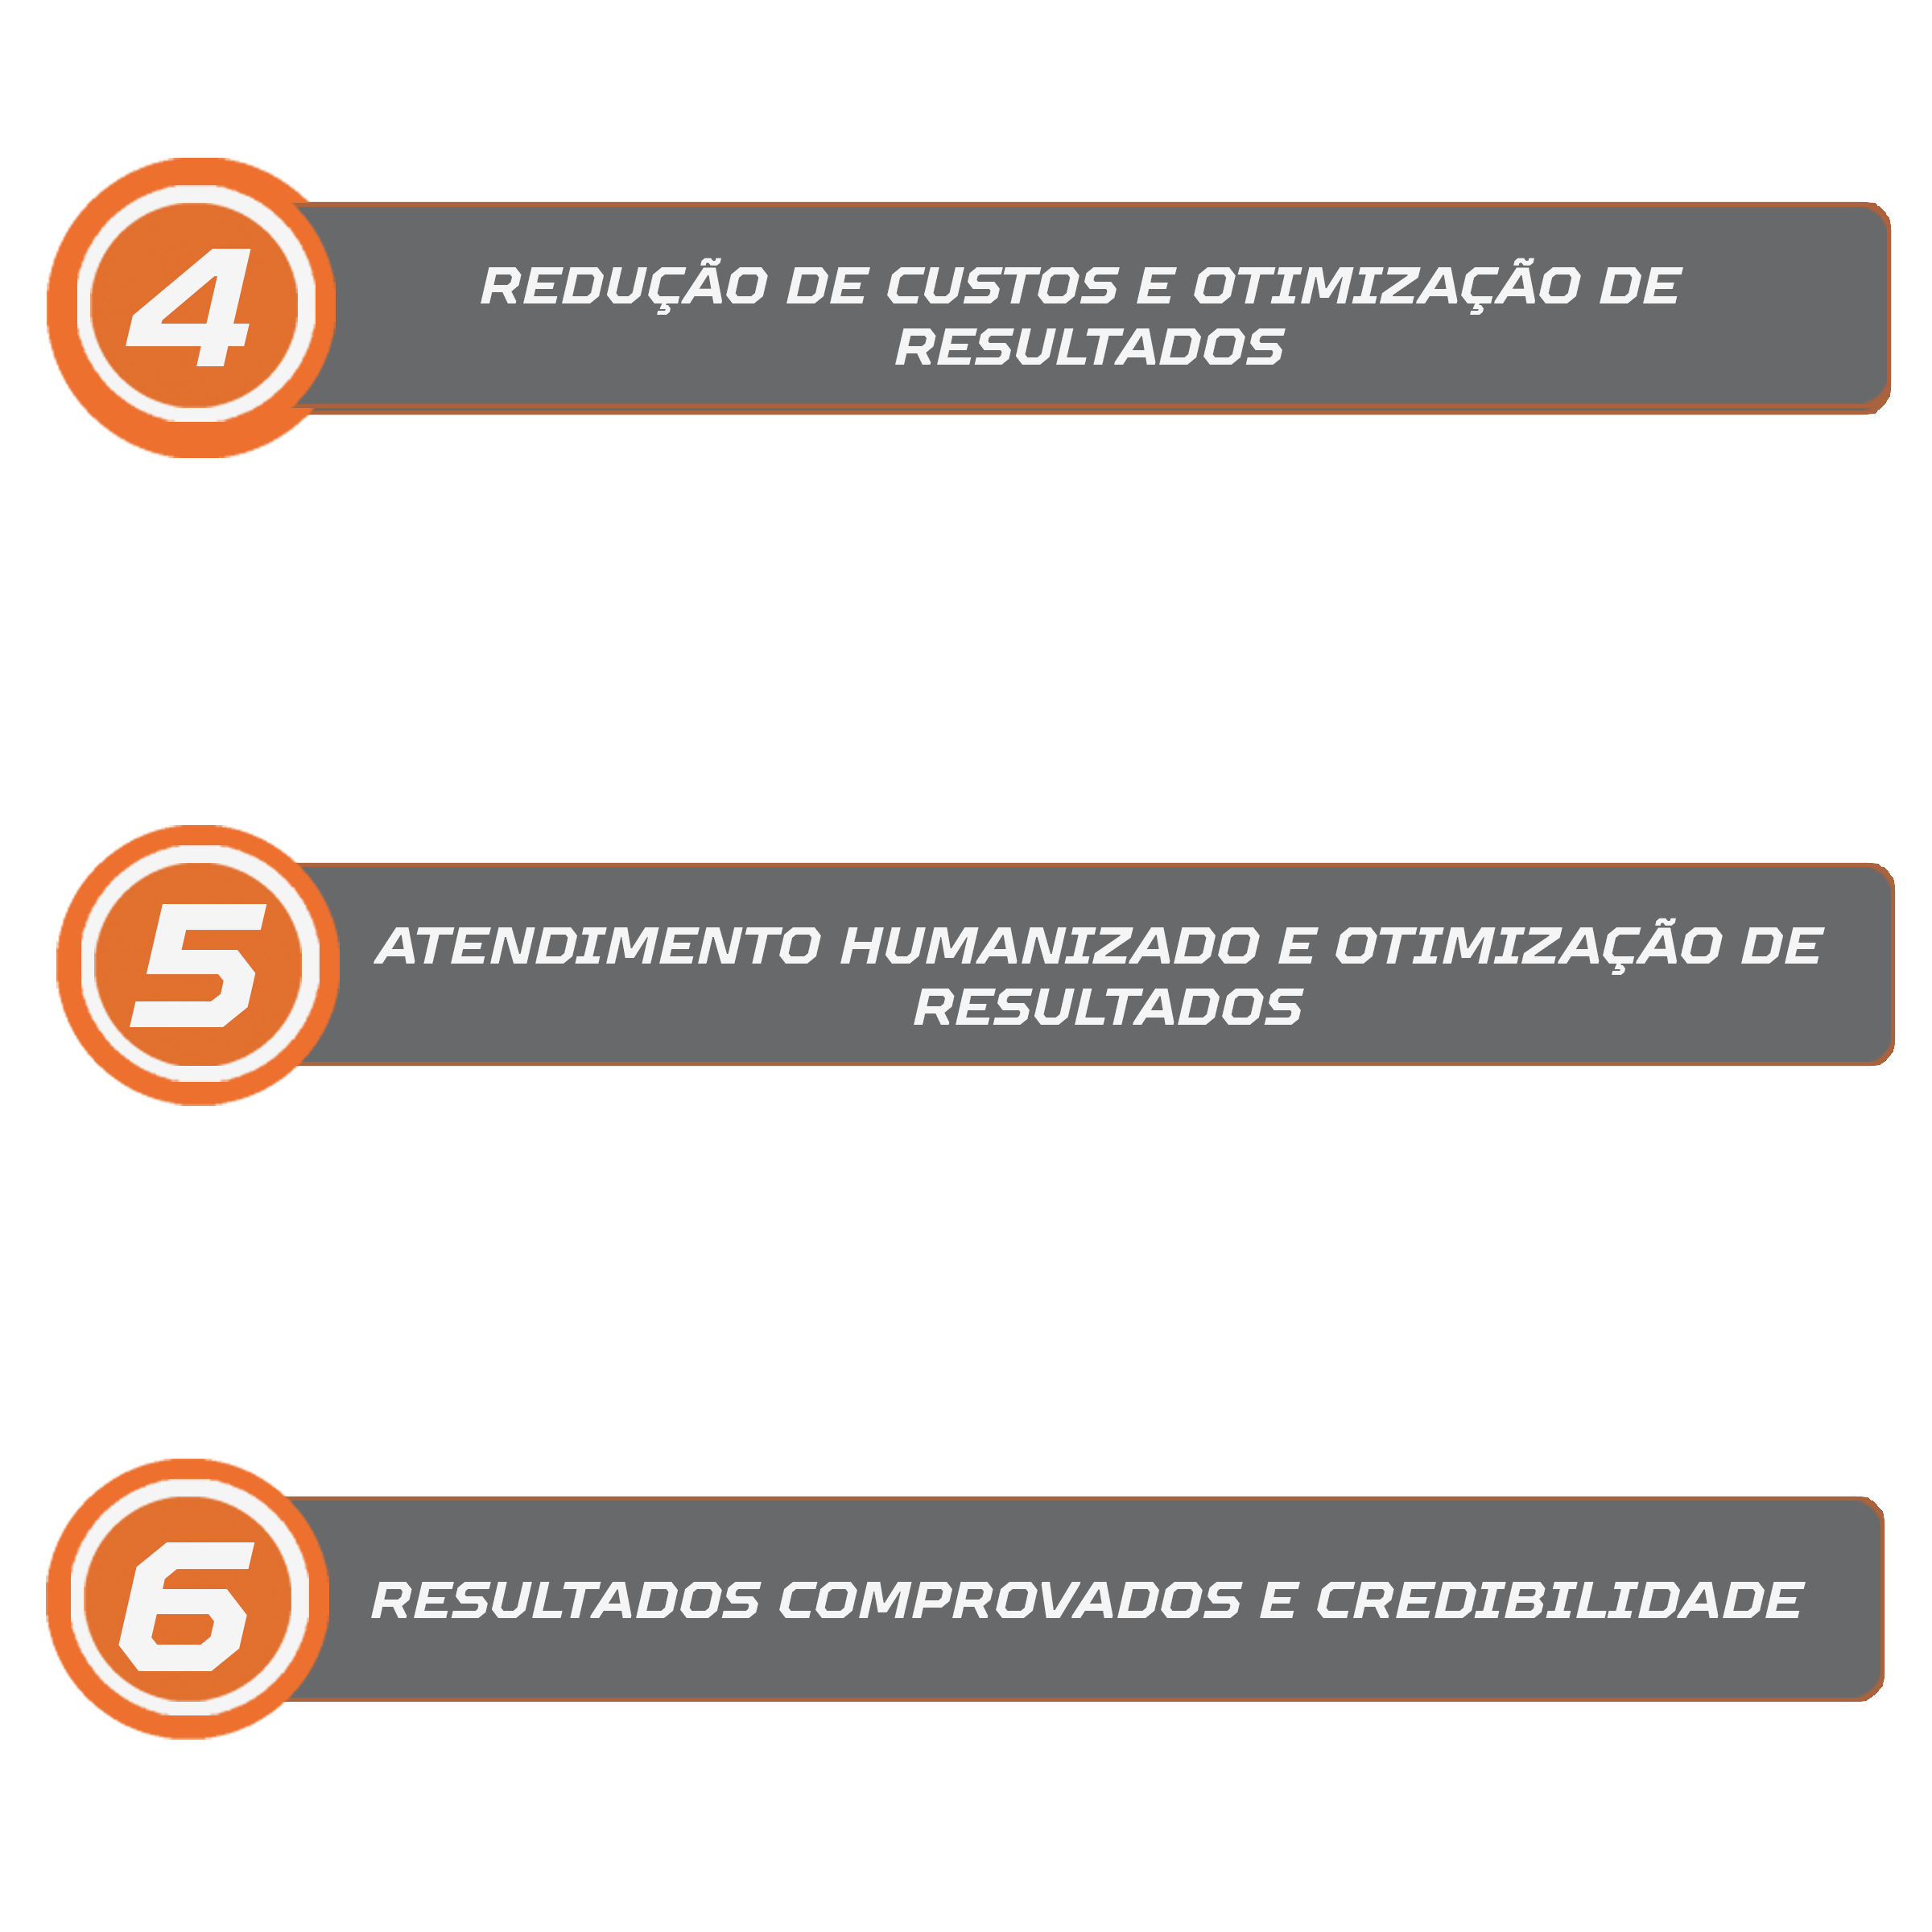 4
REDUÇÃO DE CUSTOS E OTIMIZAÇÃO DE
RESULTADOS
5
ATENDIMENTO HUMANIZADO E OTIMIZAÇÃO DE
RESULTADOS
6
RESULTADOS COMPROVADOS E CREDIBILIDADE